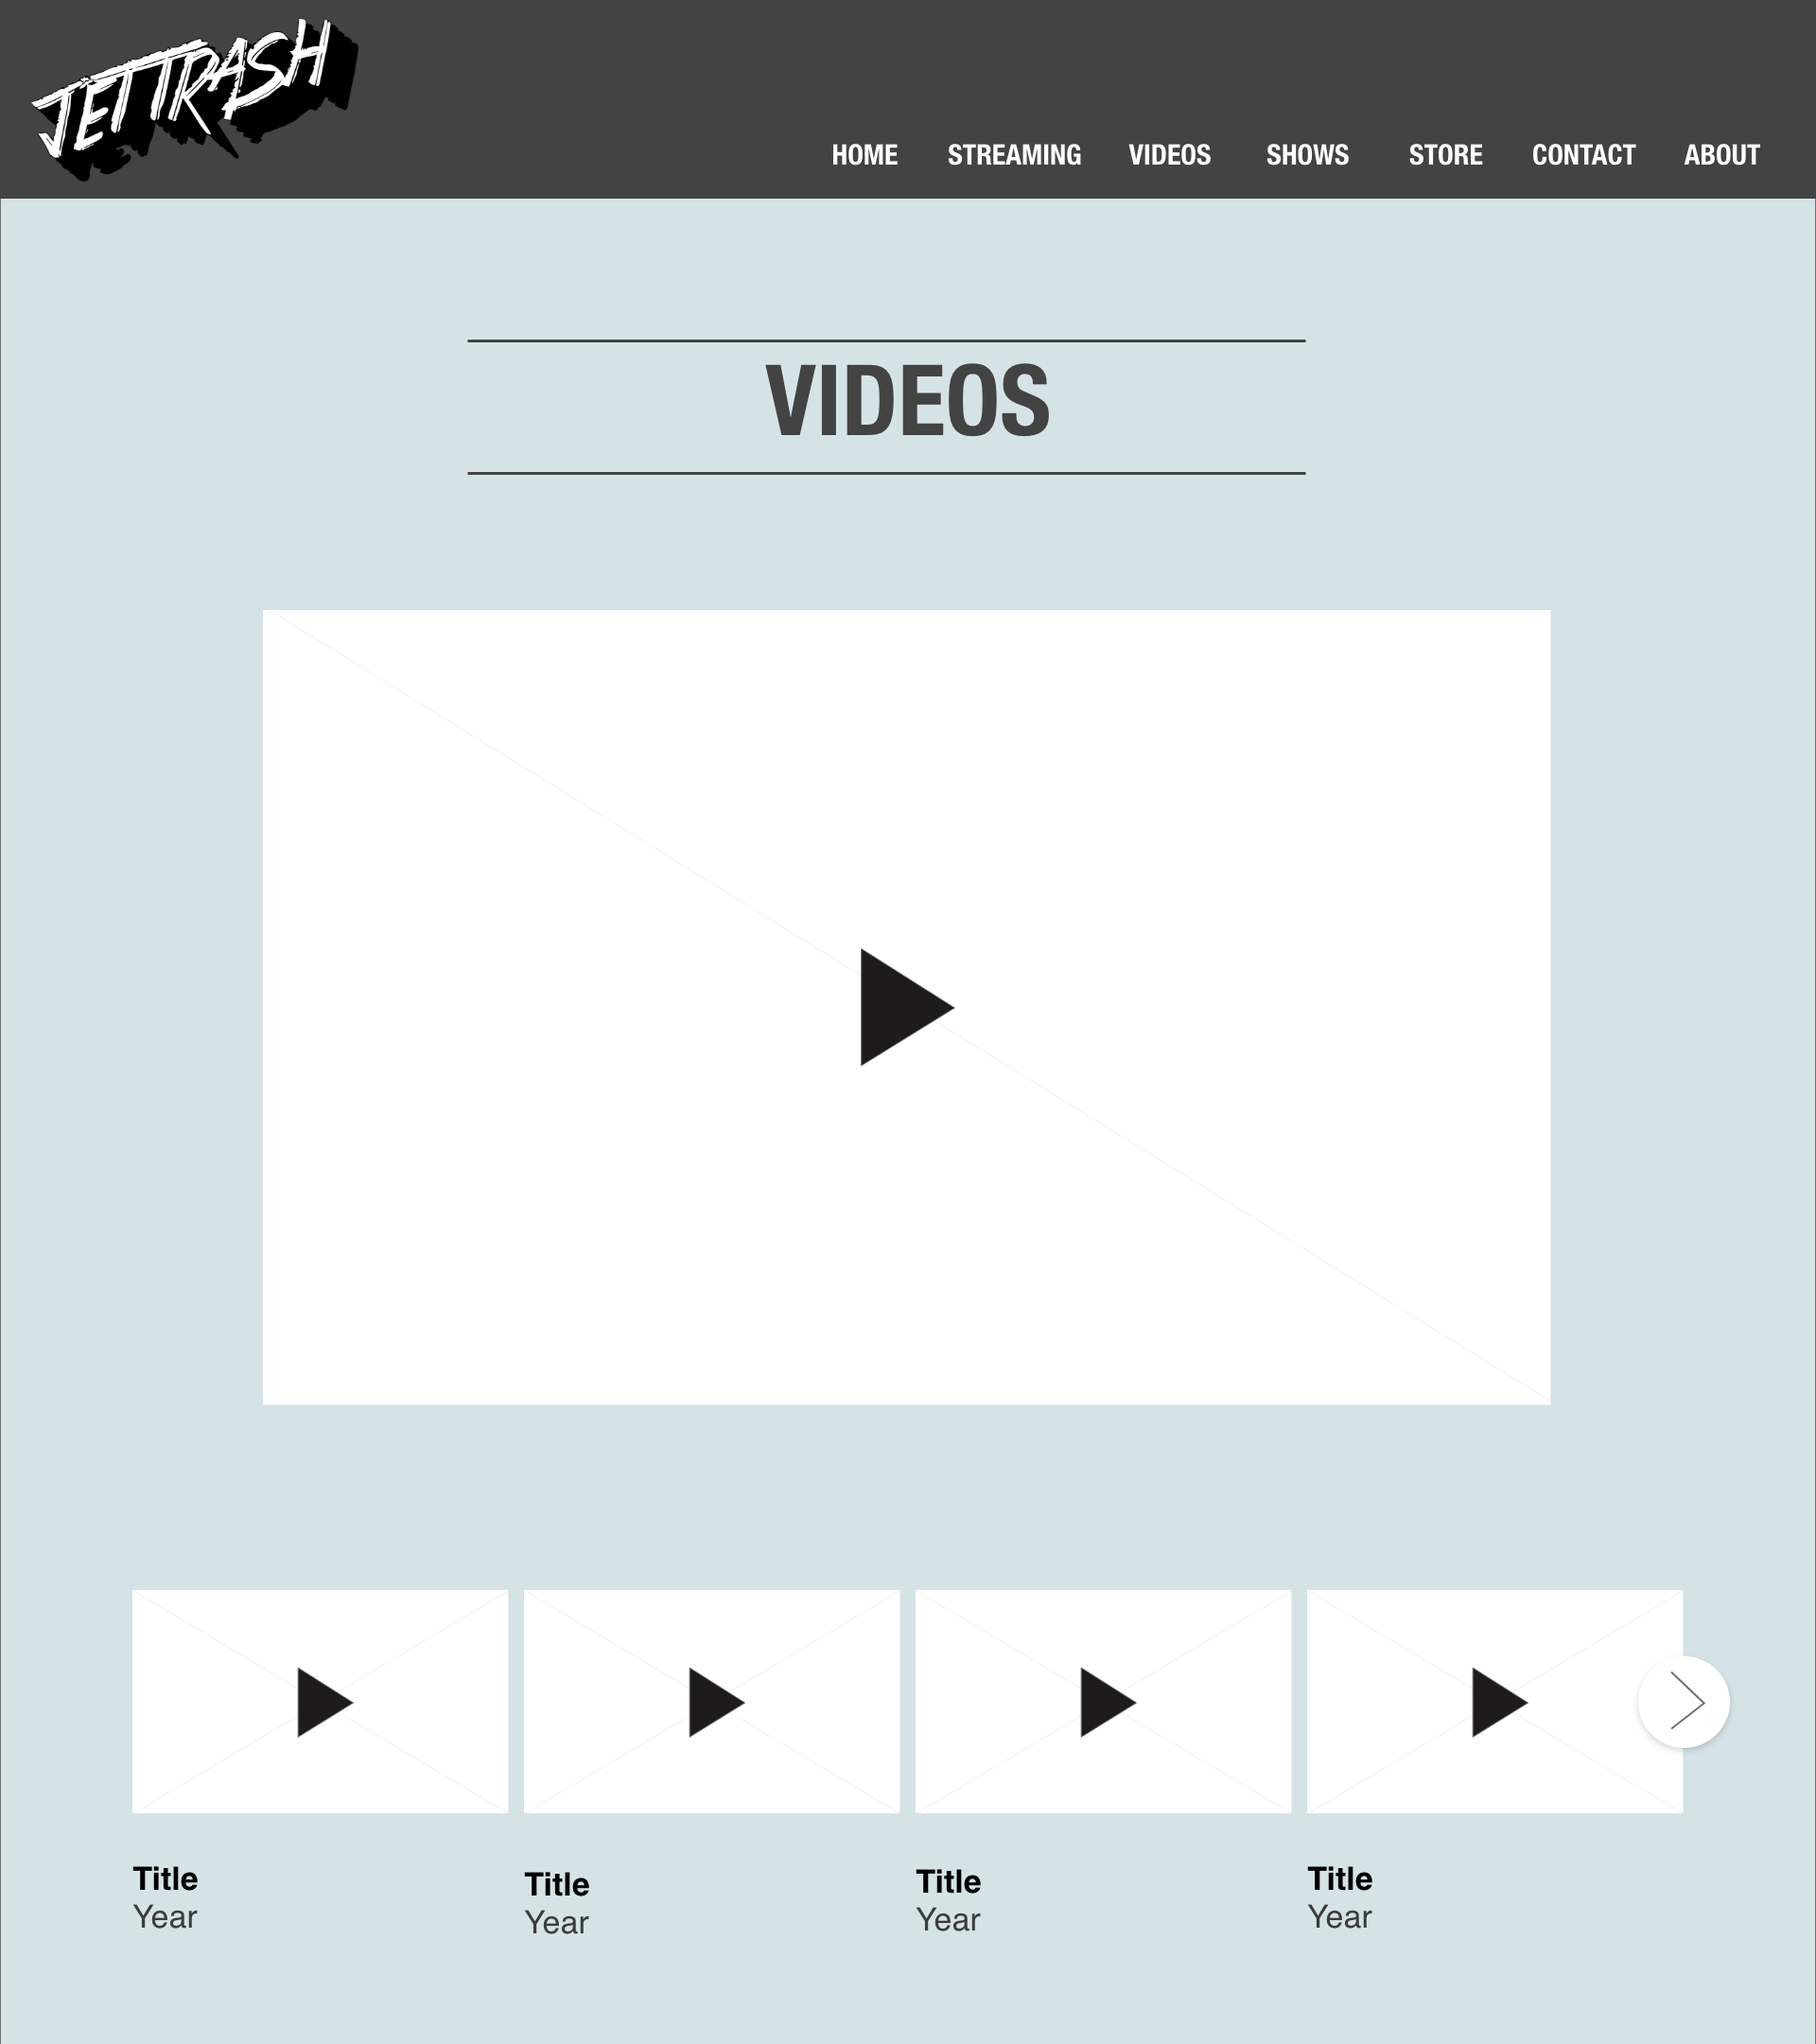 JETTRASH
HOME STREAMING VIDEOS SHOWS STORE CONTACT ABOUT
VIDEOS
Title Title Title Title
Year Year Year Year